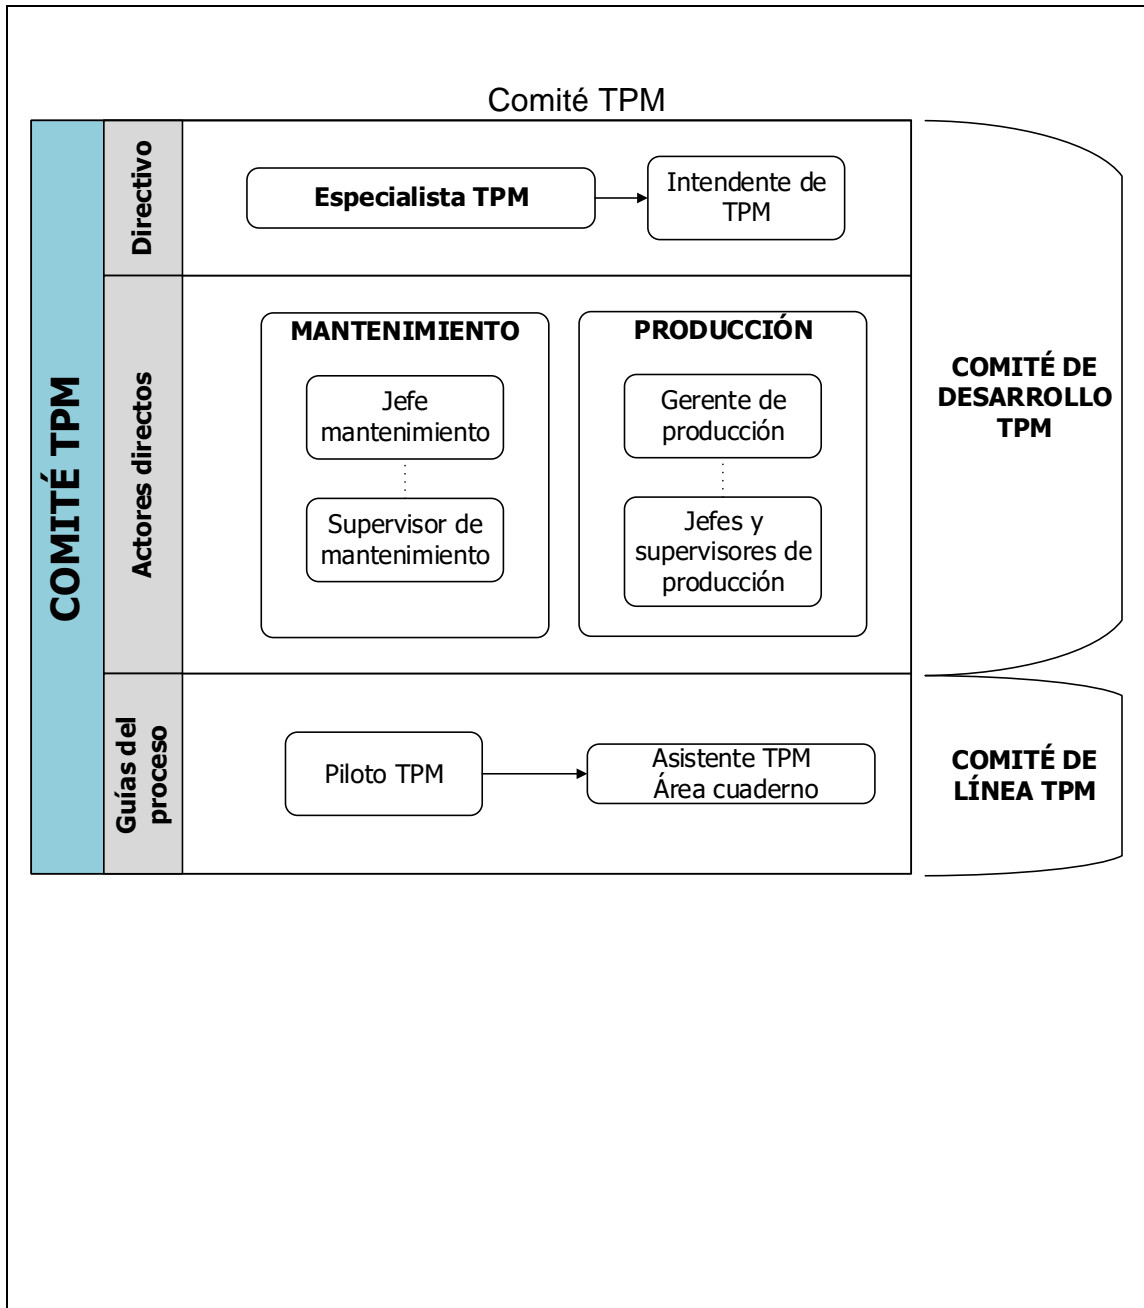 Comité TPM
COMITÉ TPM
Directivo
Especialista TPM
Intendente de
TPM
Actores directos
MANTENIMIENTO
Jefe
mantenimiento
Supervisor de
mantenimiento
PRODUCCIÓN
Gerente de
producción
Jefes y
supervisores de
producción
COMITÉ DE
DESARROLLO
TPM
Guías del
proceso
Piloto TPM
Asistente TPM
Área cuaderno
COMITÉ DE
LÍNEA TPM